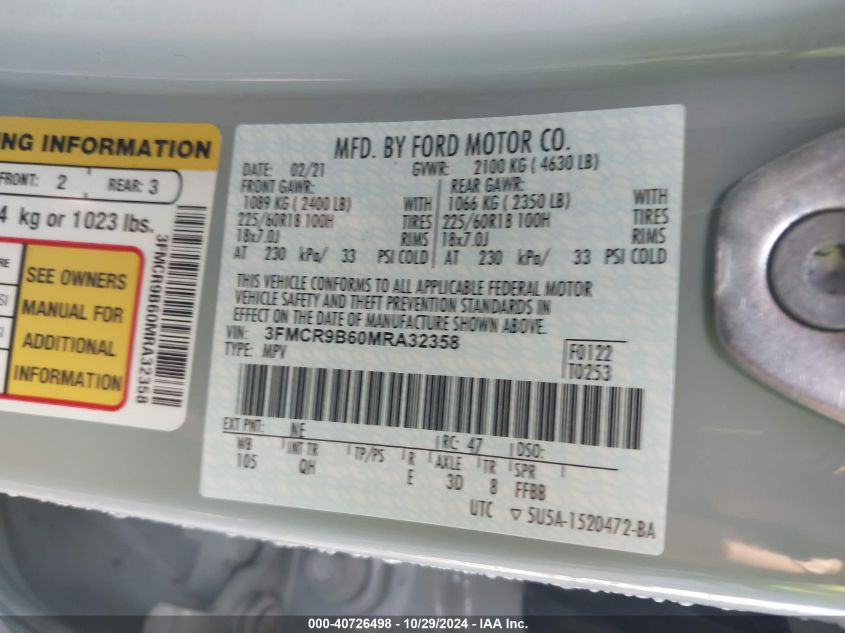 NG INFORMATION
FRONT: 2 REAR: 3
4 kg or 1023 lbs.
SEE OWNERS
MANUAL FOR
ADDITIONAL
INFORMATION
3FMCR9B60MRA32358
MFD. BY FORD MOTOR CO.
DATE: 02/21 GVWR: 2100 KG ( 4630 LB)
FRONT GAWR: REAR GAWR:
1089 KG ( 2400 LB) WITH 1066 KG ( 2350 LB) WITH
225/60R18 100H TIRES 225/60R18 100H TIRES
18x7.0J RIMS 18x7.0J RIMS
AT 230 kPa/ 33 PSI COLD AT 230 kPa/ 33 PSI COLD
THIS VEHICLE CONFORMS TO ALL APPLICABLE FEDERAL MOTOR
VEHICLE SAFETY AND THEFT PREVENTION STANDARDS IN
EFFECT ON THE DATE OF MANUFACTURE SHOWN ABOVE.
VIN: 3FMCR9B60MRA32358
TYPE: MPV
F0122
T0253
EXT PNT: NE RC: 47 DSO:
WB INT TR TP/PS R AXLE TR SPR
105 QH E 3D 8 FFB8
UTC ▽ 5U5A-1520472-BA
000-40726498 - 10/29/2024 - IAA Inc.